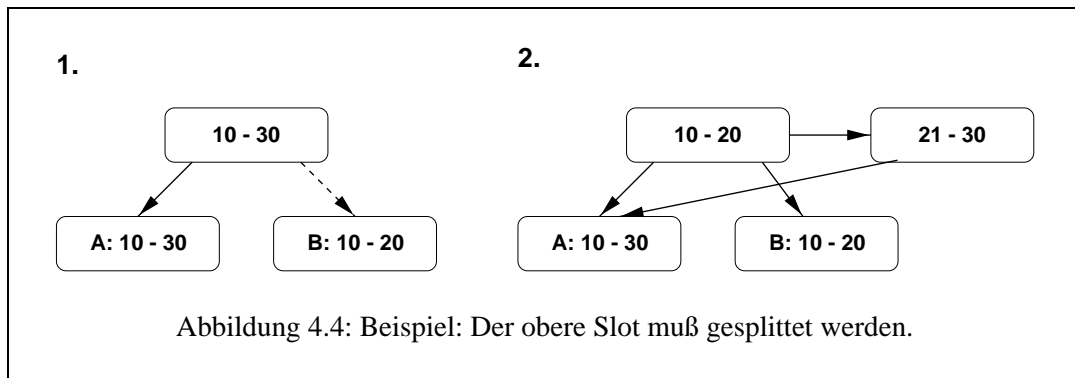 1.
10 - 30
A: 10 - 30
B: 10 - 20
2.
10 - 20
21 - 30
A: 10 - 30
B: 10 - 20
Abbildung 4.4: Beispiel: Der obere Slot muß gesplittet werden.